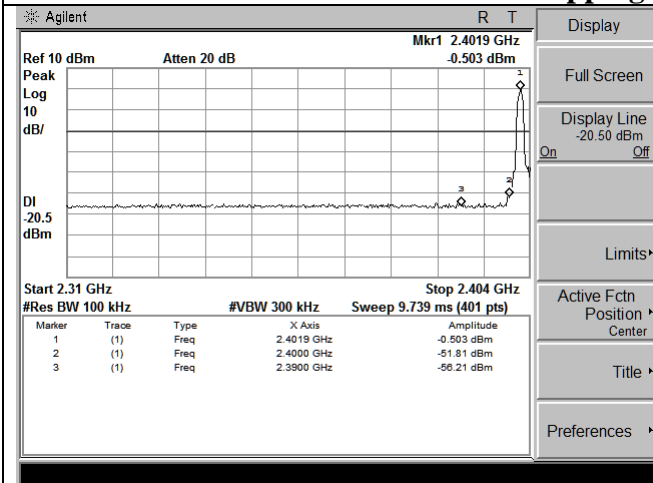 Agilent R T
Mkr1 2.4019 GHz
Ref 10 dBm Atten 20 dB -0.503 dBm
Peak
Log
10
dB/
1
2
3
DI
-20.5
dBm
Start 2.31 GHz Stop 2.404 GHz
#Res BW 100 kHz #VBW 300 kHz Sweep 9.739 ms (401 pts)
Marker Trace Type X Axis Amplitude
1 (1) Freq 2.4019 GHz -0.503 dBm
2 (1) Freq 2.4000 GHz -51.81 dBm
3 (1) Freq 2.3900 GHz -56.21 dBm
Display
Full Screen
Display Line
-20.50 dBm
On Off
Limits
Active Fctn
Position
Center
Title
Preferences